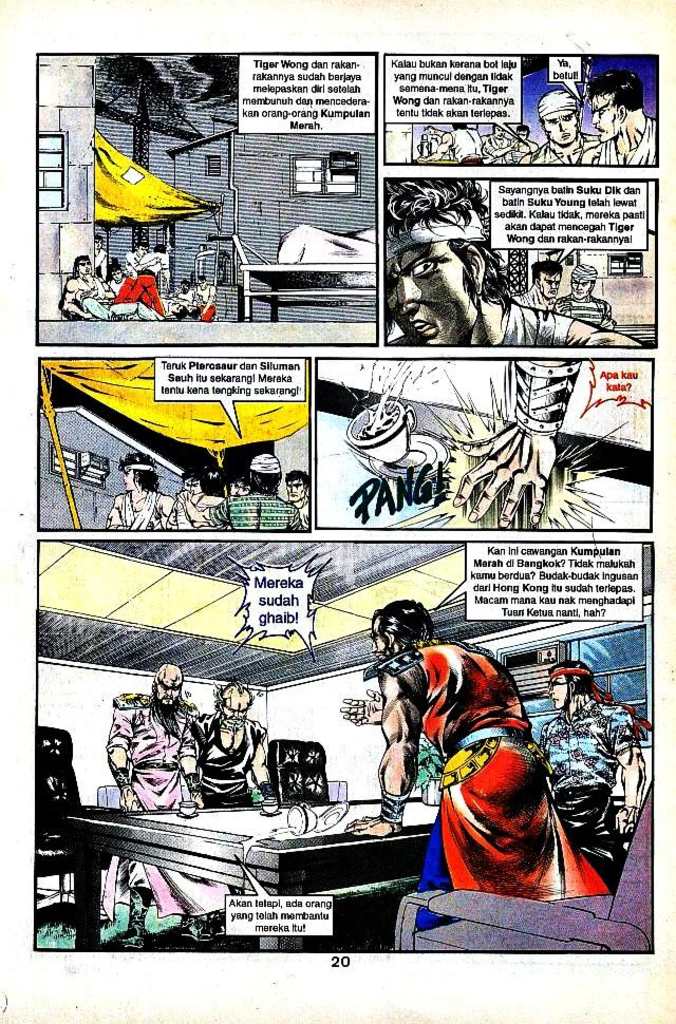 Tiger Wong dan rakan-
rakannya sudah berjaya
melepaskan diri setelah
membunuh dan mencedera-
kan orang-orang Kumpulan
Merah.
Kalau bukan kerana bot laju
yang muncul dengan tidak
semena-mena itu, Tiger
Wong dan rakan-rakannya
tentu tidak akan terlepas.
Ya,
betul!
Sayangnya batin Suku Dik dan
batin Suku Young telah lewat
sedikit. Kalau tidak, mereka pasti
akan dapat mencegah Tiger
Wong dan rakan-rakannya!
Teruk Pterosaur dan Siluman
Sauh itu sekarang! Mereka
tentu kena tengking sekarang!
Apa kau
kata?
PANG!
Mereka
sudah
ghaib!
Kan ini cawangan Kumpulan
Merah di Bangkok? Tidak malukah
kamu berdua? Budak-budak ingusan
dari Hong Kong itu sudah terlepas.
Macam mana kau nak menghadapi
Tuan Ketua nanti, hah?
Akan tetapi, ada orang
yang telah membantu
mereka itu!
20